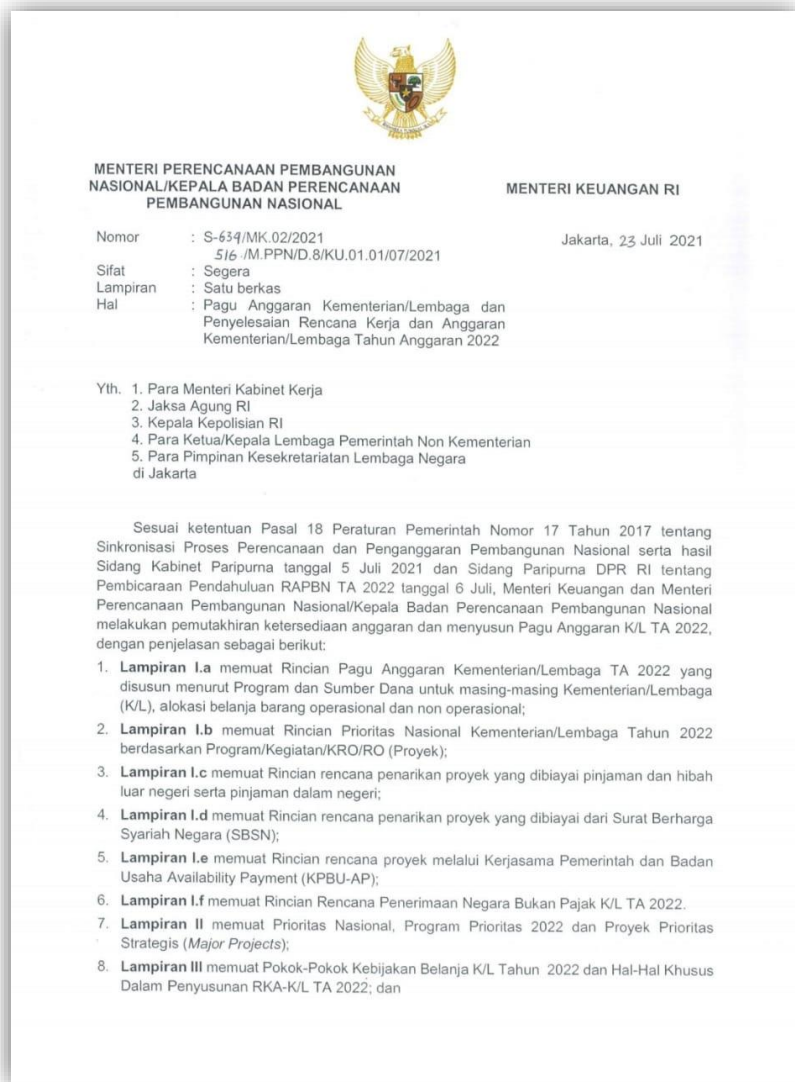 MENTERI PERENCANAAN PEMBANGUNAN
NASIONAL/KEPALA BADAN PERENCANAAN
PEMBANGUNAN NASIONAL
MENTERI KEUANGAN RI
Nomor : S-639/MK.02/2021
516 /M.PPN/D.8/KU.01.01/07/2021
Jakarta, 23 Juli 2021
Sifat : Segera
Lampiran : Satu berkas
Hal : Pagu Anggaran Kementerian/Lembaga dan
Penyelesaian Rencana Kerja dan Anggaran
Kementerian/Lembaga Tahun Anggaran 2022
Yth. 1. Para Menteri Kabinet Kerja
2. Jaksa Agung RI
3. Kepala Kepolisian RI
4. Para Ketua/Kepala Lembaga Pemerintah Non Kementerian
5. Para Pimpinan Kesekretariatan Lembaga Negara
di Jakarta
Sesuai ketentuan Pasal 18 Peraturan Pemerintah Nomor 17 Tahun 2017 tentang
Sinkronisasi Proses Perencanaan dan Penganggaran Pembangunan Nasional serta hasil
Sidang Kabinet Paripurna tanggal 5 Juli 2021 dan Sidang Paripurna DPR RI tentang
Pembicaraan Pendahuluan RAPBN TA 2022 tanggal 6 Juli, Menteri Keuangan dan Menteri
Perencanaan Pembangunan Nasional/Kepala Badan Perencanaan Pembangunan Nasional
melakukan pemutakhiran ketersediaan anggaran dan menyusun Pagu Anggaran K/L TA 2022,
dengan penjelasan sebagai berikut:
1. Lampiran I.a memuat Rincian Pagu Anggaran Kementerian/Lembaga TA 2022 yang
disusun menurut Program dan Sumber Dana untuk masing-masing Kementerian/Lembaga
(K/L), alokasi belanja barang operasional dan non operasional;
2. Lampiran I.b memuat Rincian Prioritas Nasional Kementerian/Lembaga Tahun 2022
berdasarkan Program/Kegiatan/KRO/RO (Proyek);
3. Lampiran I.c memuat Rincian rencana penarikan proyek yang dibiayai pinjaman dan hibah
luar negeri serta pinjaman dalam negeri;
4. Lampiran I.d memuat Rincian rencana penarikan proyek yang dibiayai dari Surat Berharga
Syariah Negara (SBSN);
5. Lampiran I.e memuat Rincian rencana proyek melalui Kerjasama Pemerintah dan Badan
Usaha Availability Payment (KPBU-AP);
6. Lampiran I.f memuat Rincian Rencana Penerimaan Negara Bukan Pajak K/L TA 2022.
7. Lampiran II memuat Prioritas Nasional, Program Prioritas 2022 dan Proyek Prioritas
Strategis (Major Projects);
8. Lampiran III memuat Pokok-Pokok Kebijakan Belanja K/L Tahun 2022 dan Hal-Hal Khusus
Dalam Penyusunan RKA-K/L TA 2022; dan